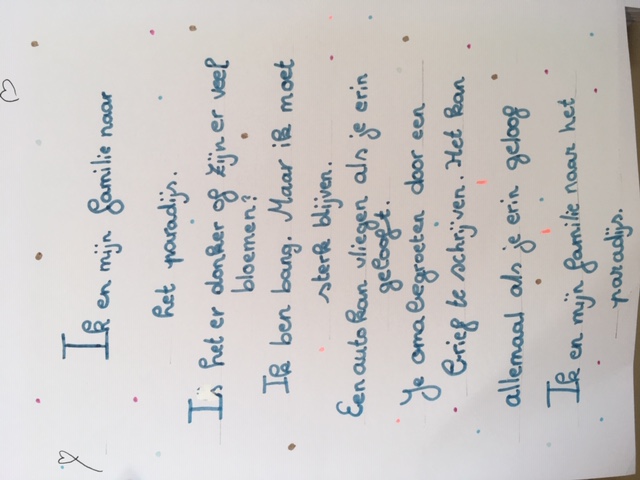 Ik en mijn familie naar
het paradijs.
Is het er donker of zijn er veel
bloemen?
Ik ben bang. Maar ik moet
sterk blijven.
Een auto kan vliegen als je erin
gelooft.
Je oma begroeten door een
brief te schrijven. Het kan
allemaal als je erin geloof
Ik en mijn familie naar het
paradijs.